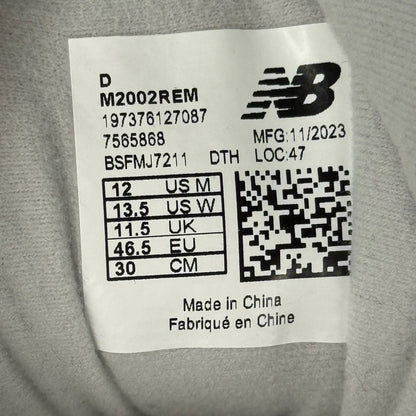 D
M2002REM
197376127087
7565868
BSFMJ7211 DTH
NB
MFG:11/2023
LOC:47
12 US M
13.5 US W
11.5 UK
46.5 EU
30 CM
Made in China
Fabriqué en Chine